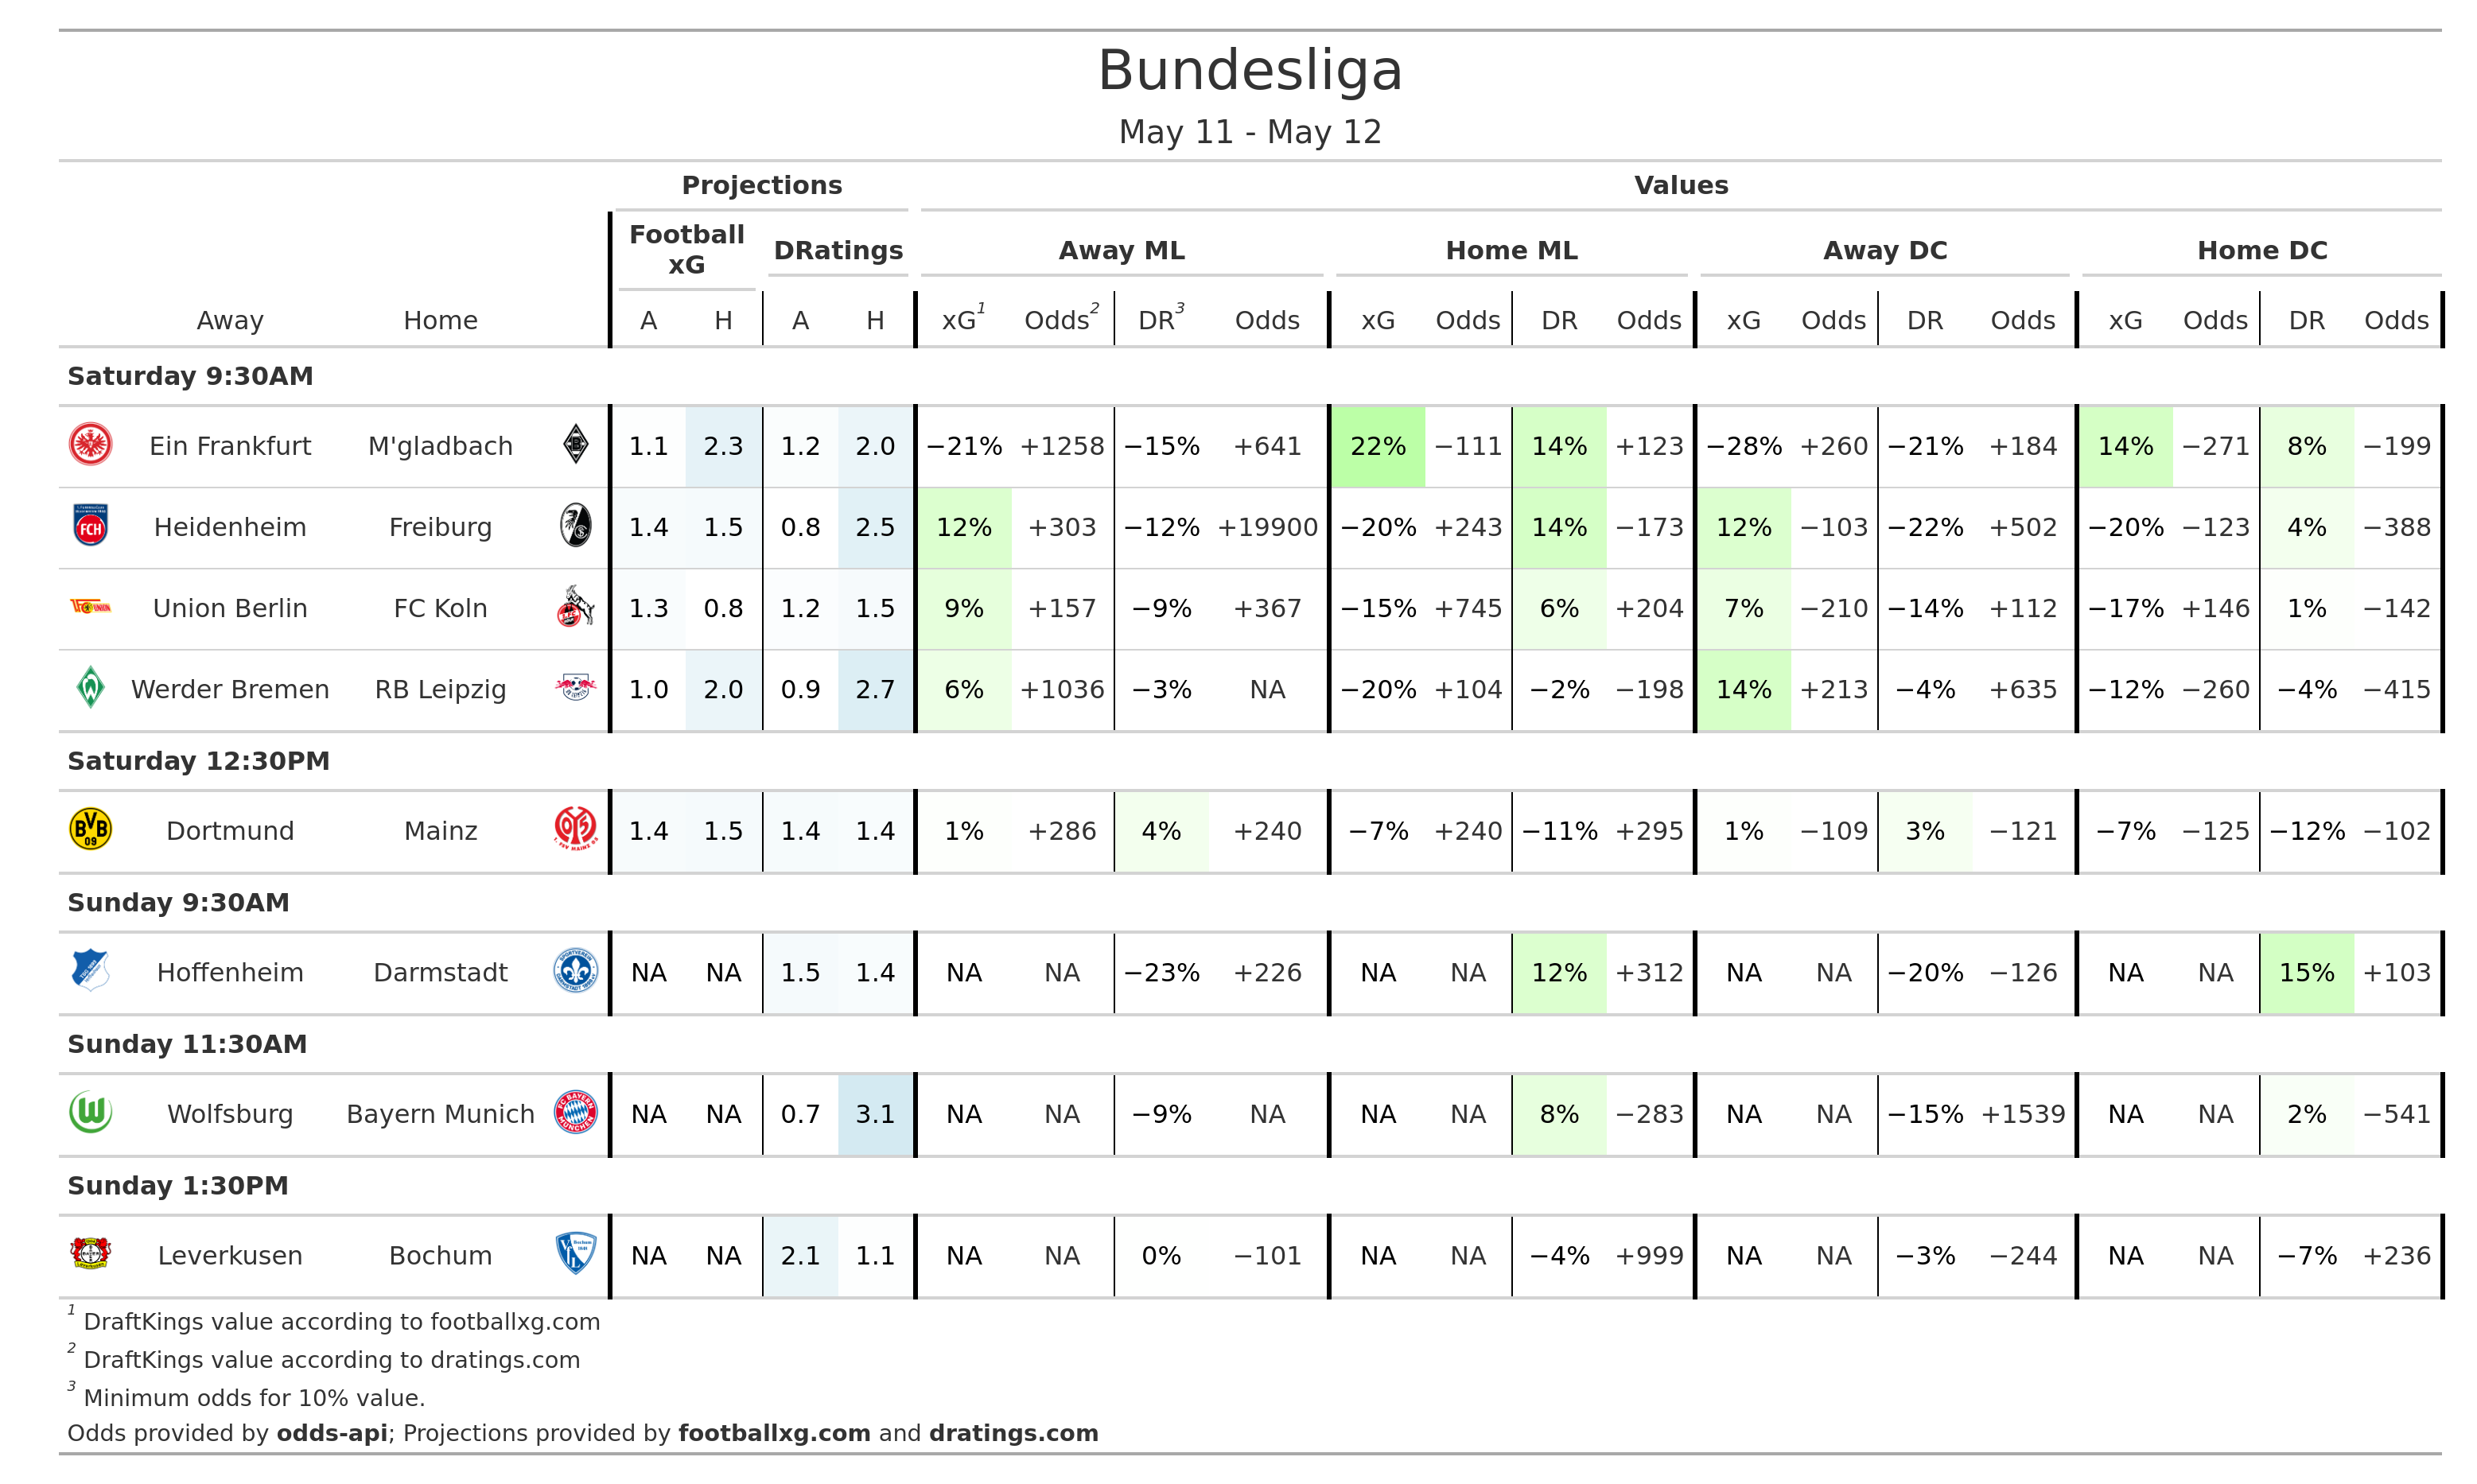 Bundesliga
May 11 - May 12
Projections Values
Football xG DRatings Away ML Home ML Away DC Home DC
Away Home A H A H xG1 Odds2 DR3 Odds xG Odds DR Odds xG Odds DR Odds xG Odds DR Odds
Saturday 9:30AM
Ein Frankfurt M'gladbach 1.1 2.3 1.2 2.0 −21% +1258 −15% +641 22% −111 14% +123 −28% +260 −21% +184 14% −271 8% −199
Heidenheim Freiburg 1.4 1.5 0.8 2.5 12% +303 −12% +19900 −20% +243 14% −173 12% −103 −22% +502 −20% −123 4% −388
Union Berlin FC Koln 1.3 0.8 1.2 1.5 9% +157 −9% +367 −15% +745 6% +204 7% −210 −14% +112 −17% +146 1% −142
Werder Bremen RB Leipzig 1.0 2.0 0.9 2.7 6% +1036 −3% NA −20% +104 −2% −198 14% +213 −4% +635 −12% −260 −4% −415
Saturday 12:30PM
Dortmund Mainz 1.4 1.5 1.4 1.4 1% +286 4% +240 −7% +240 −11% +295 1% −109 3% −121 −7% −125 −12% −102
Sunday 9:30AM
Hoffenheim Darmstadt NA NA 1.5 1.4 NA NA −23% +226 NA NA 12% +312 NA NA −20% −126 NA NA 15% +103
Sunday 11:30AM
Wolfsburg Bayern Munich NA NA 0.7 3.1 NA NA −9% NA NA NA 8% −283 NA NA −15% +1539 NA NA 2% −541
Sunday 1:30PM
Leverkusen Bochum NA NA 2.1 1.1 NA NA 0% −101 NA NA −4% +999 NA NA −3% −244 NA NA −7% +236
1 DraftKings value according to footballxg.com
2 DraftKings value according to dratings.com
3 Minimum odds for 10% value.
Odds provided by odds-api; Projections provided by footballxg.com and dratings.com